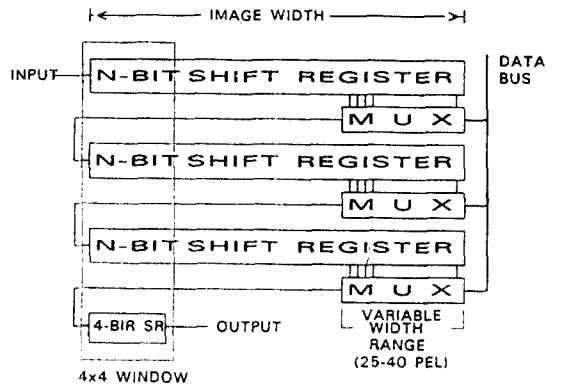 IMAGE WIDTH
DATA
BUS
INPUT
N-BIT SHIFT REGISTER
M U X
N-BIT SHIFT REGISTER
M U X
N-BIT SHIFT REGISTER
M U X
4-BIR SR
OUTPUT
VARIABLE
WIDTH
RANGE
(25-40 PEL)
4x4 WINDOW